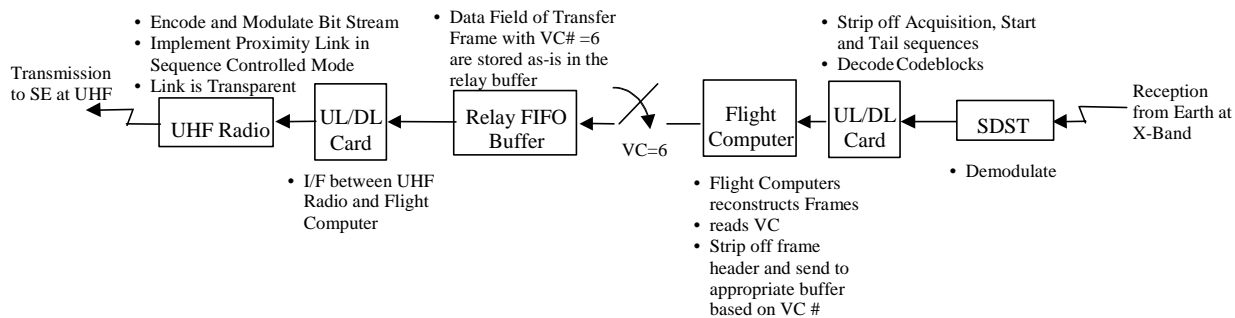 • Encode and Modulate Bit Stream
• Implement Proximity Link in
Sequence Controlled Mode
• Link is Transparent
• Data Field of Transfer
Frame with VC# =6
are stored as-is in the
relay buffer
• Strip off Acquisition, Start
and Tail sequences
• Decode Codeblocks
Transmission
to SE at UHF
UHF Radio
UL/DL
Card
Relay FIFO
Buffer
VC=6
Flight
Computer
UL/DL
Card
SDST
Reception
from Earth at
X-Band
• I/F between UHF
Radio and Flight
Computer
• Flight Computers
reconstructs Frames
• reads VC
• Strip off frame
header and send to
appropriate buffer
based on VC #
• Demodulate